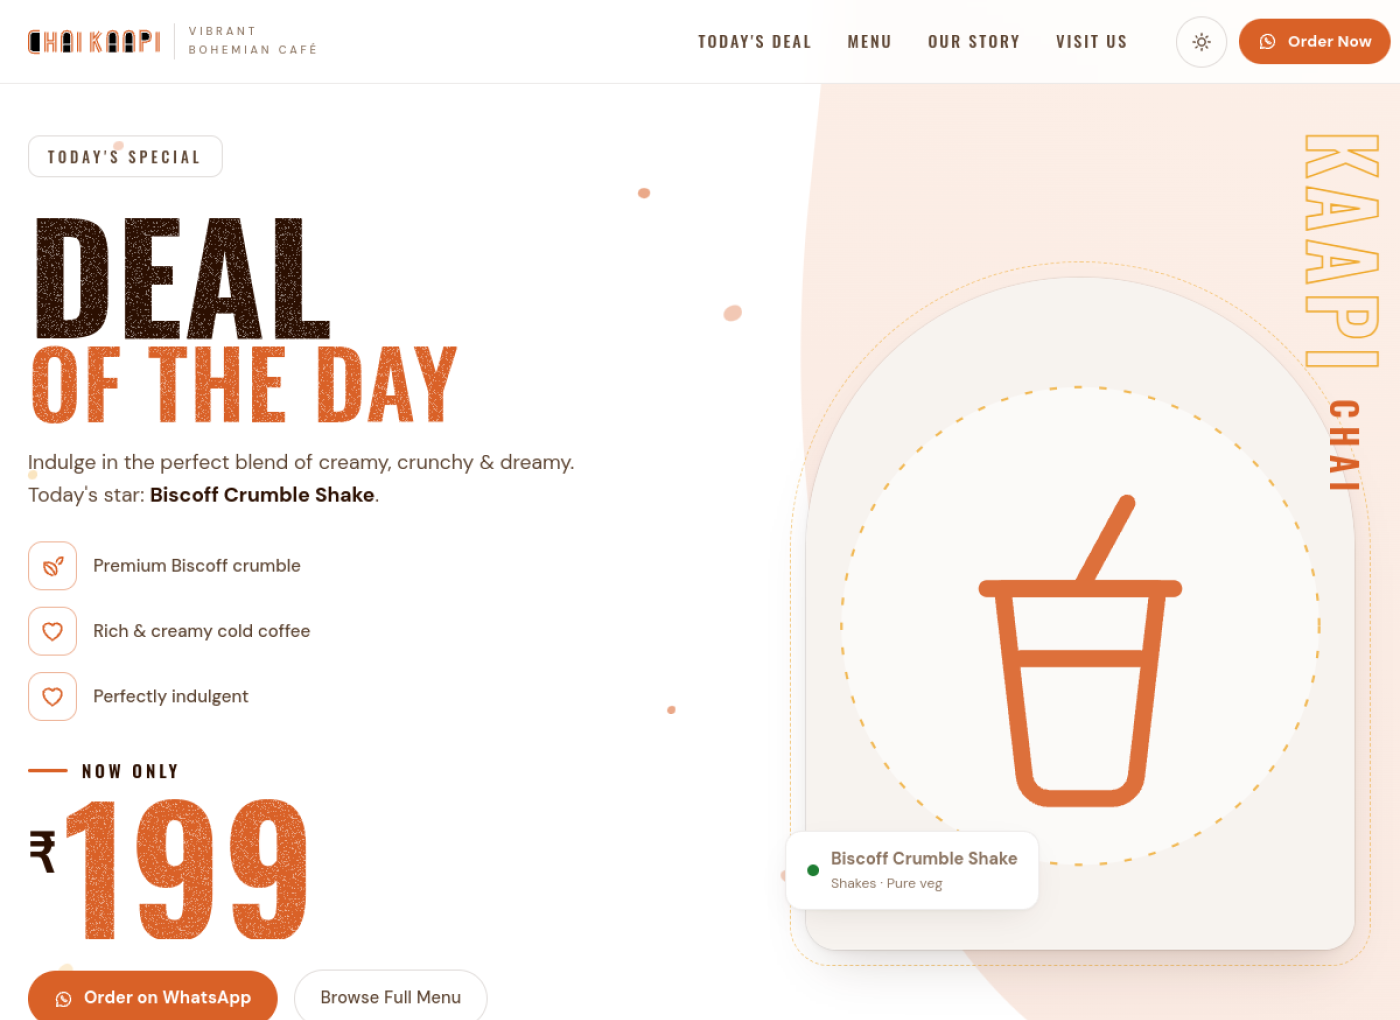 CHAI KAAPI
VIBRANT
BOHEMIAN CAFÉ
TODAY'S DEAL
MENU
OUR STORY
VISIT US
Order Now
TODAY'S SPECIAL
DEAL
OF THE DAY
Indulge in the perfect blend of creamy, crunchy & dreamy.
Today's star: Biscoff Crumble Shake.
Premium Biscoff crumble
Rich & creamy cold coffee
Perfectly indulgent
NOW ONLY
₹199
Order on WhatsApp
Browse Full Menu
KAAPI
CHAI
Biscoff Crumble Shake
Shakes · Pure veg